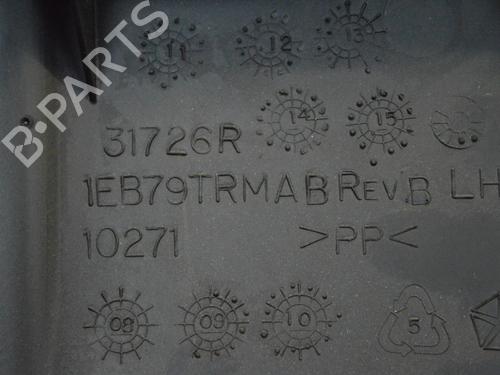 11 12 13
14 15
31726R
1EB79TRMAB REV.B LH
10271 >PP<
08 09 10 5
B-PARTS